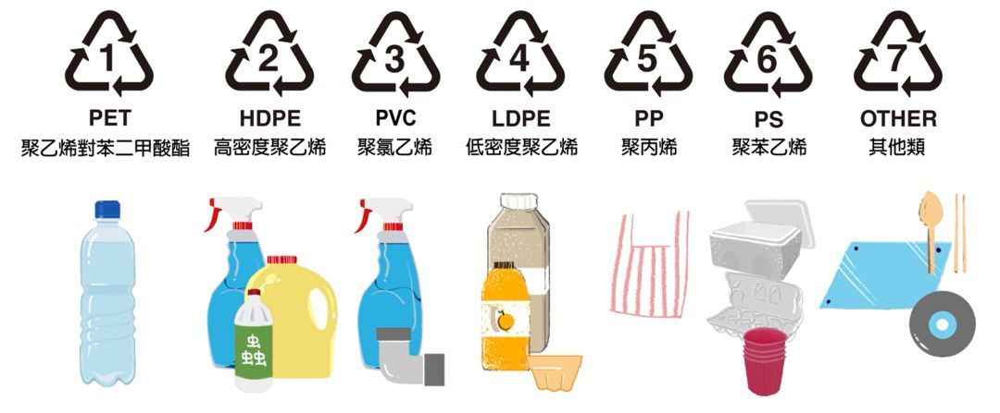 1 2 3 4 5 6 7
PET HDPE PVC LDPE PP PS OTHER
聚乙烯對苯二甲酸酯 高密度聚乙烯 聚氯乙烯 低密度聚乙烯 聚丙烯 聚苯乙烯 其他類
虫
蟲